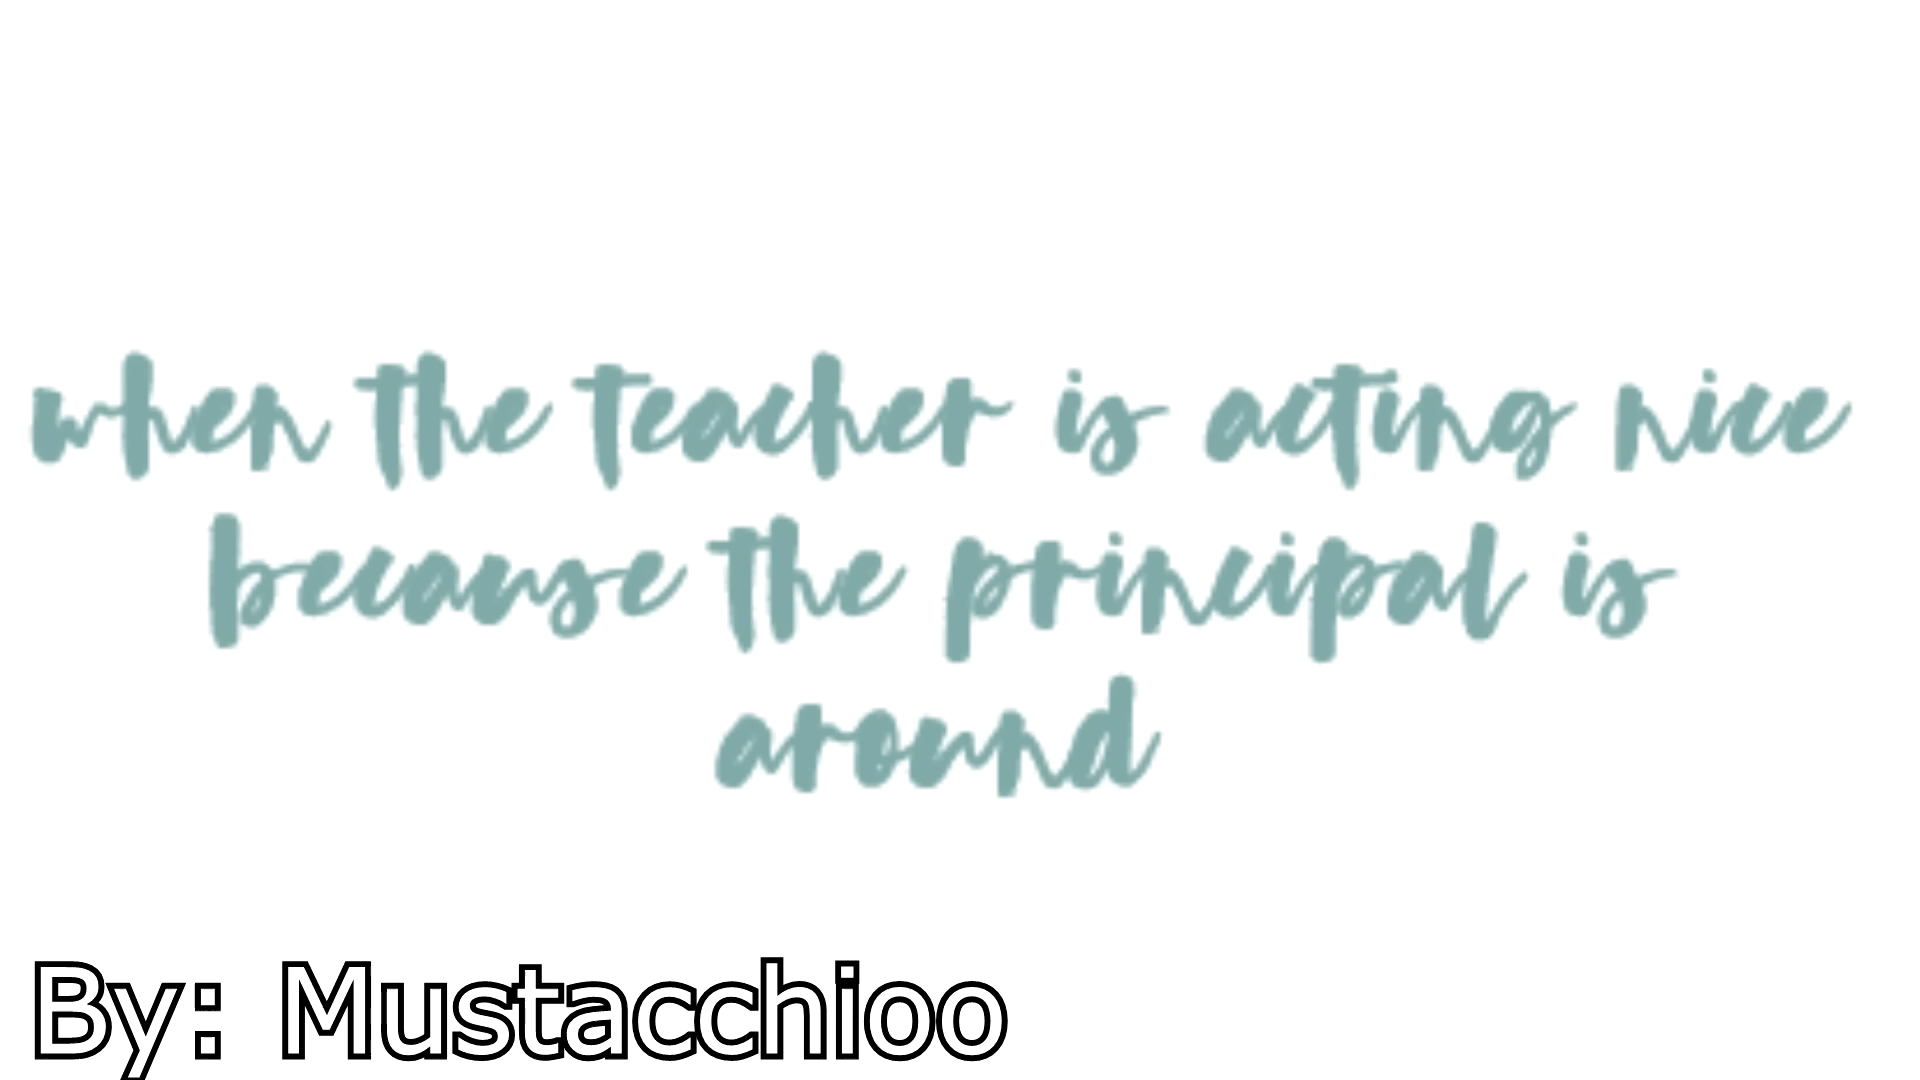 when the teacher is acting nice
because the principal is
around
By: Mustacchioo